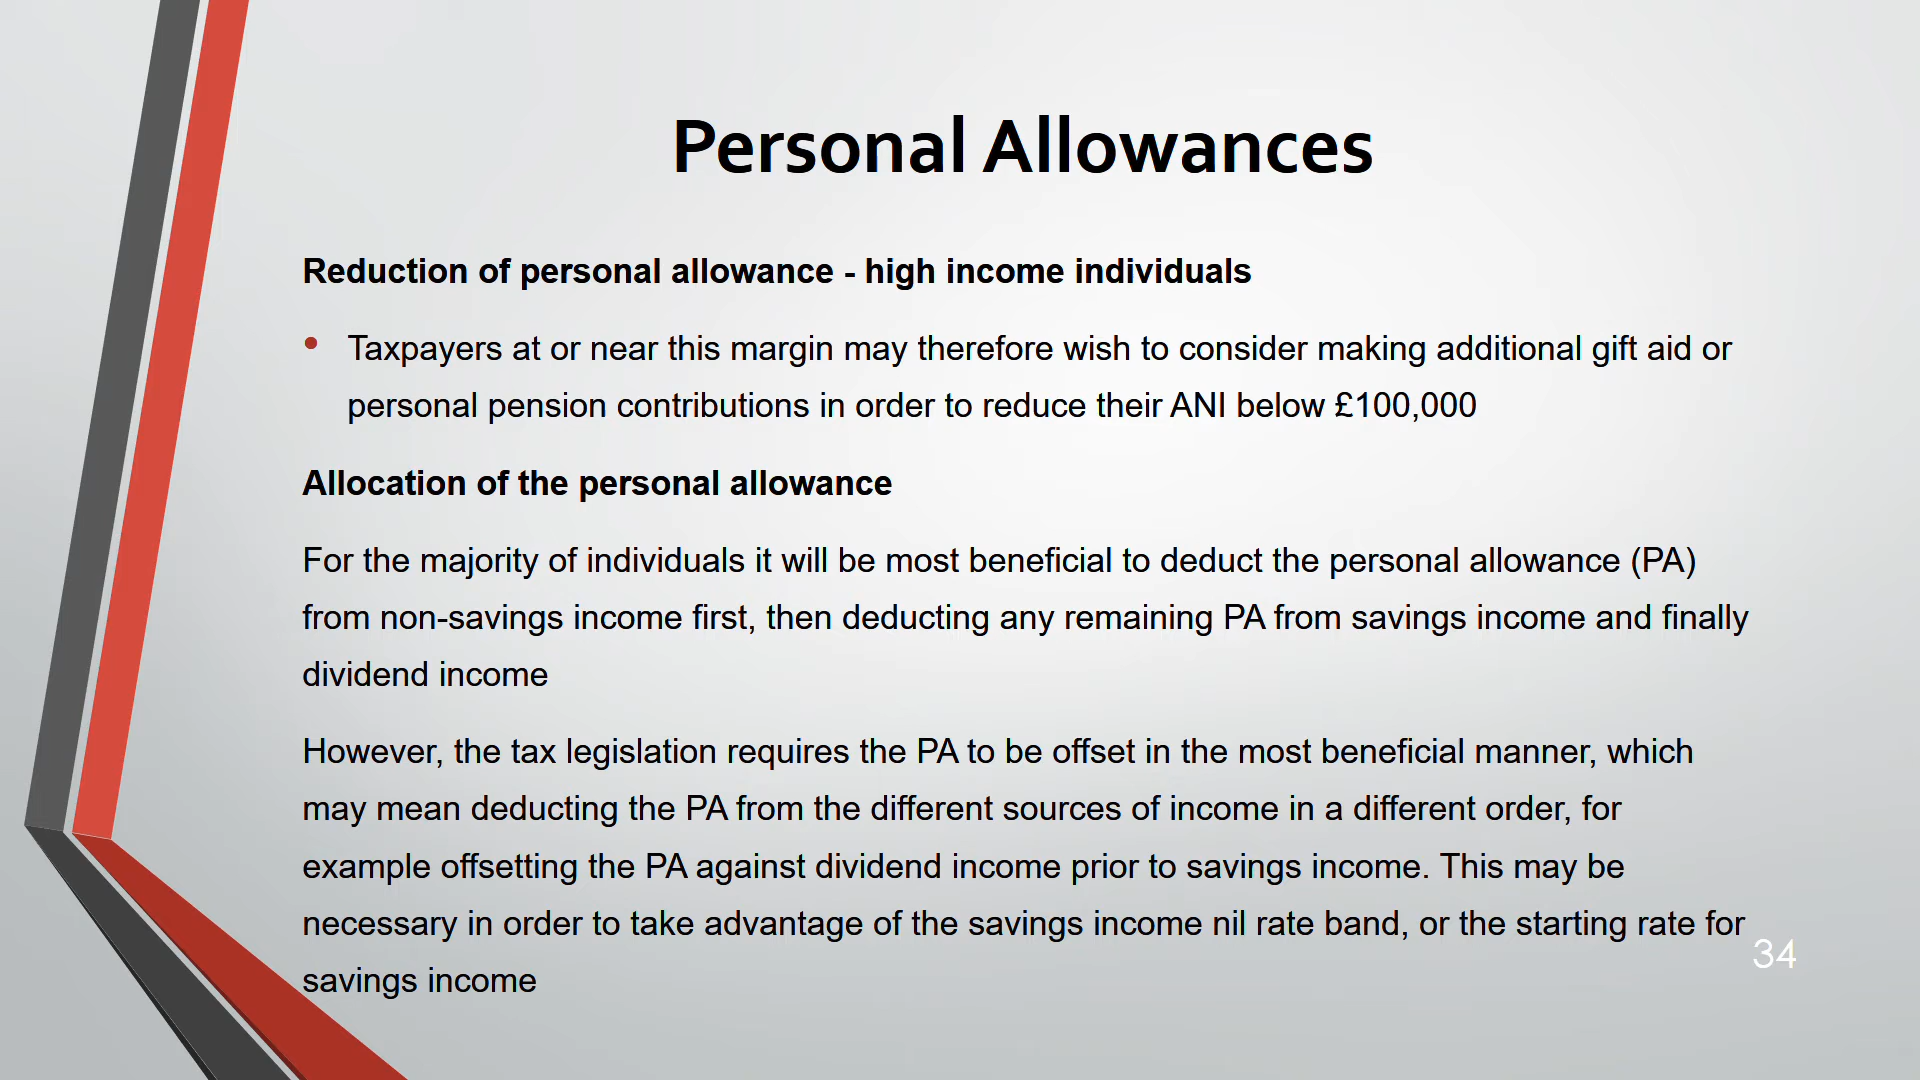 Personal Allowances
Reduction of personal allowance - high income individuals
• Taxpayers at or near this margin may therefore wish to consider making additional gift aid or
personal pension contributions in order to reduce their ANI below £100,000
Allocation of the personal allowance
For the majority of individuals it will be most beneficial to deduct the personal allowance (PA)
from non-savings income first, then deducting any remaining PA from savings income and finally
dividend income
However, the tax legislation requires the PA to be offset in the most beneficial manner, which
may mean deducting the PA from the different sources of income in a different order, for
example offsetting the PA against dividend income prior to savings income. This may be
necessary in order to take advantage of the savings income nil rate band, or the starting rate for
savings income
34